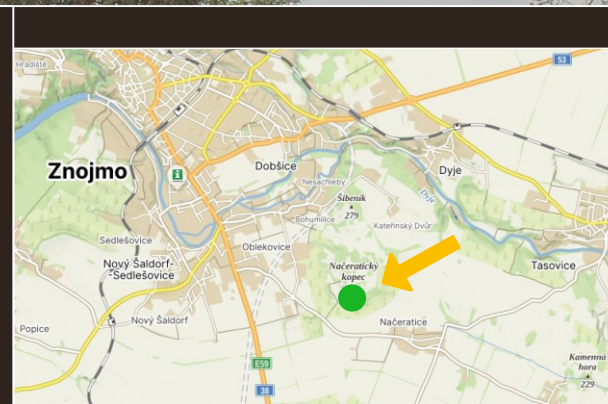 Hradiště
53
Znojmo
Dobšice
Dyje
Nesachleby
Dyje
Šibeník
279
Bohumilice
Kateřinský Dvůr
Sedlešovice
Oblekovice
Nový Šaldorf-
-Sedlešovice
Načeratický
kopec
Tasovice
Popice
Nový Šaldorf
Načeratice
E59
Kamenná
hora
229
38